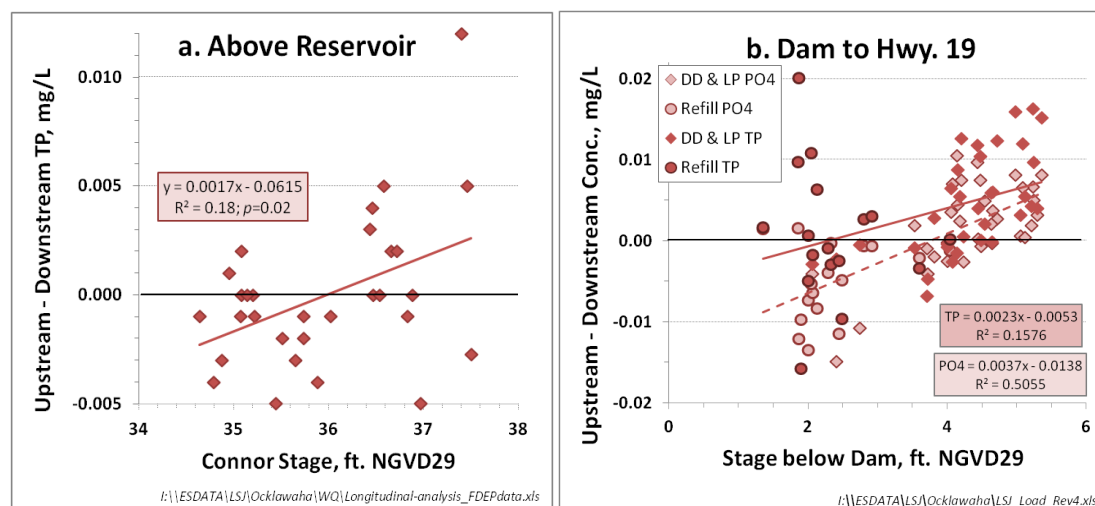 a. Above Reservoir
Upstream - Downstream TP, mg/L
0.010
0.005
0.000
-0.005
y = 0.0017x - 0.0615
R² = 0.18; p=0.02
34
35
36
37
38
Connor Stage, ft. NGVD29
I:\\ESDATA\LSJ\Ocklawaha\WQ\Longitudinal-analysis_FDEPdata.xls
b. Dam to Hwy. 19
DD & LP PO4
Refill PO4
DD & LP TP
Refill TP
Upstream - Downstream Conc., mg/L
0.02
0.01
0.00
-0.01
-0.02
TP = 0.0023x - 0.0053
R² = 0.1576
PO4 = 0.0037x - 0.0138
R² = 0.5055
0
2
4
6
Stage below Dam, ft. NGVD29
I:\\ESDATA\LSJ\Ocklawaha\LSJ_Load_Rev4.xls